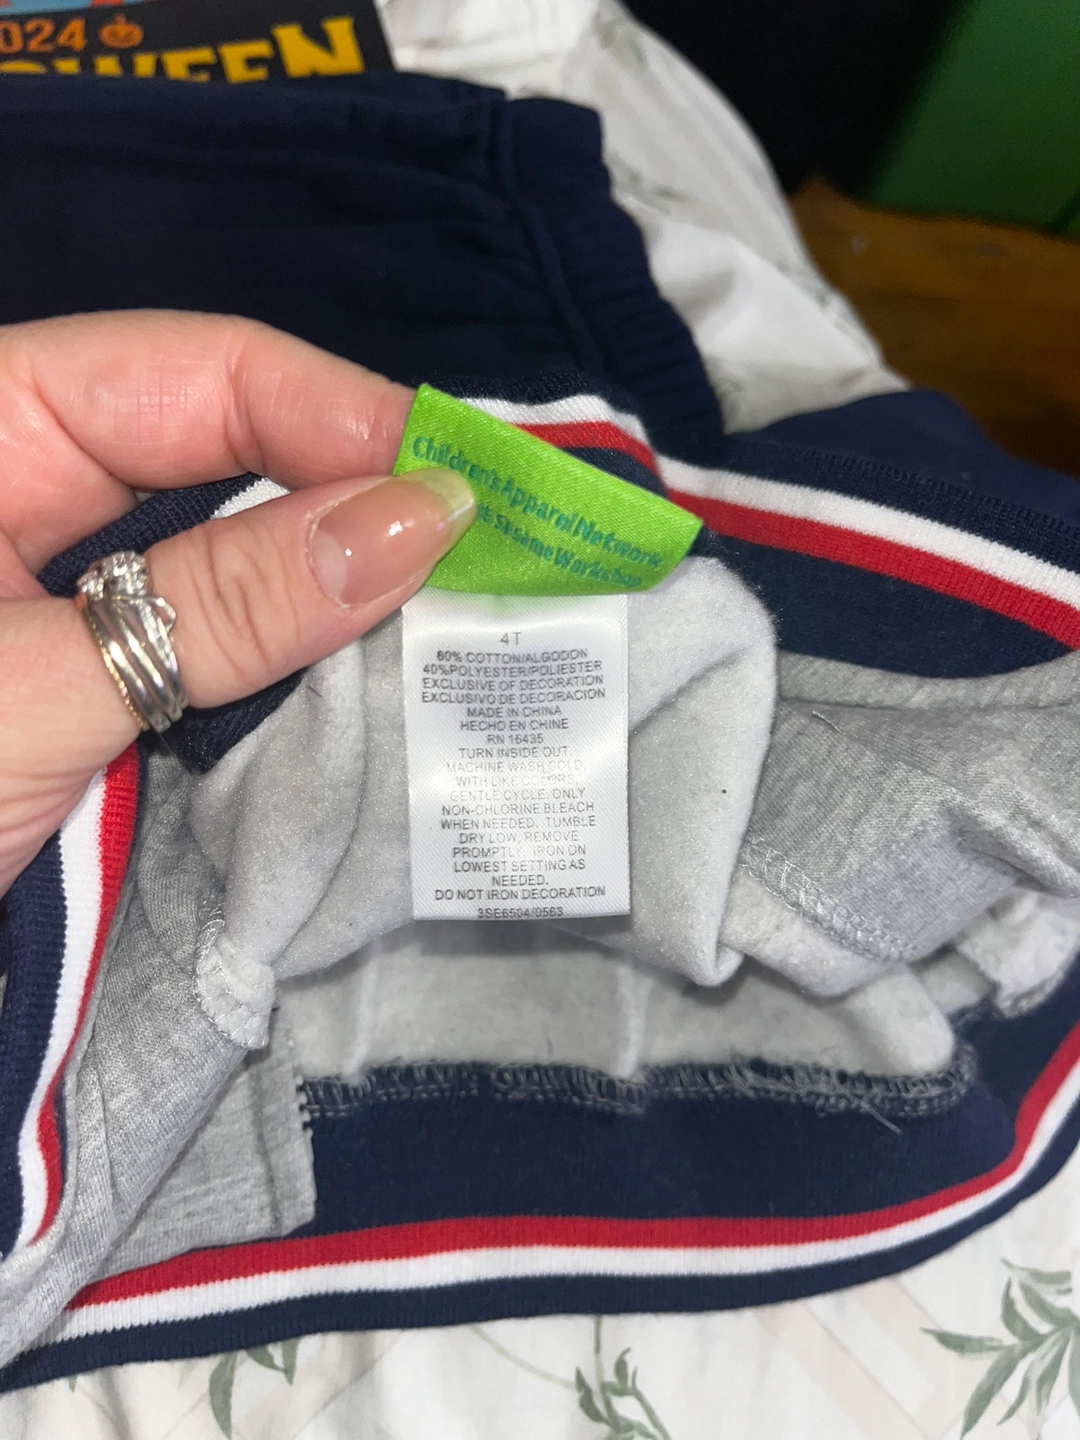 2024
Children's Apparel Network
Sesame Workshop
4T
60% COTTON/ALGODON
40%POLYESTER/POLIESTER
EXCLUSIVE OF DECORATION
EXCLUSIVO DE DECORACION
MADE IN CHINA
HECHO EN CHINE
RN 16435
TURN INSIDE OUT.
MACHINE WASH COLD,
WITH LIKE COLORS,
GENTLE CYCLE. ONLY
NON-CHLORINE BLEACH
WHEN NEEDED. TUMBLE
DRY LOW, REMOVE
PROMPTLY. IRON ON
LOWEST SETTING AS
NEEDED.
DO NOT IRON DECORATION
3SE6504/0563